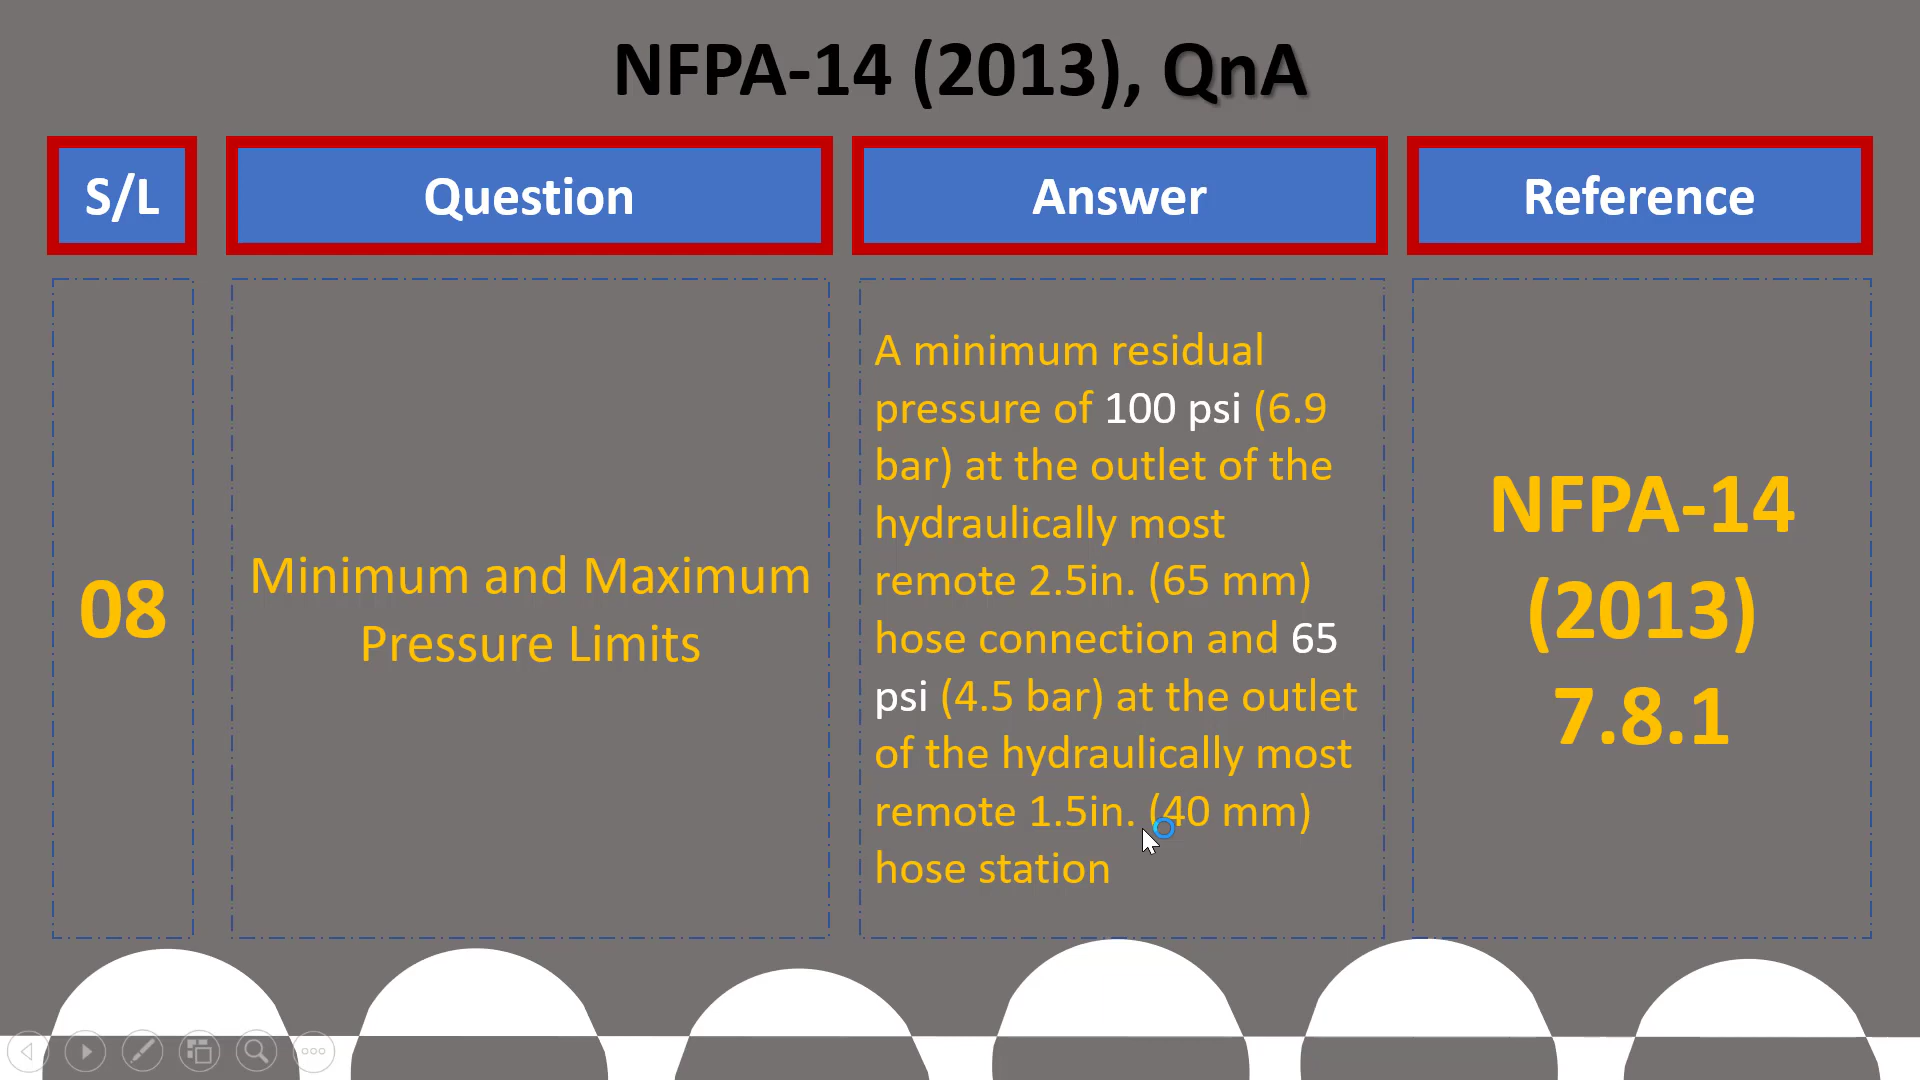 NFPA-14 (2013), QnA
S/L
Question
Answer
Reference
08
Minimum and Maximum
Pressure Limits
A minimum residual
pressure of 100 psi (6.9
bar) at the outlet of the
hydraulically most
remote 2.5in. (65 mm)
hose connection and 65
psi (4.5 bar) at the outlet
of the hydraulically most
remote 1.5in. (40 mm)
hose station
NFPA-14
(2013)
7.8.1